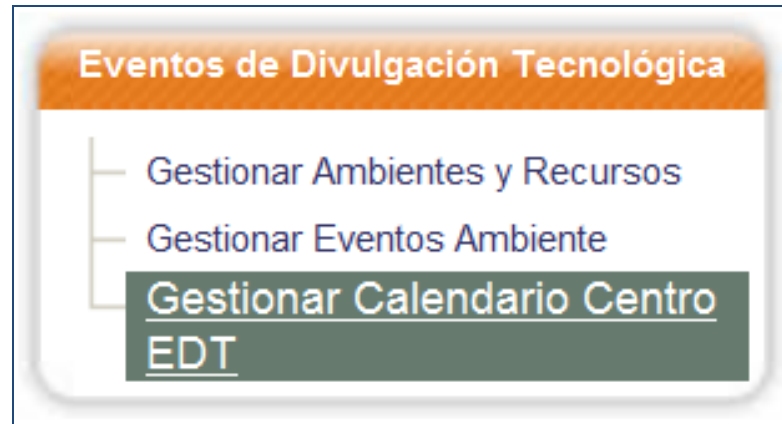 Eventos de Divulgación Tecnológica
Gestionar Ambientes y Recursos
Gestionar Eventos Ambiente
Gestionar Calendario Centro
EDT